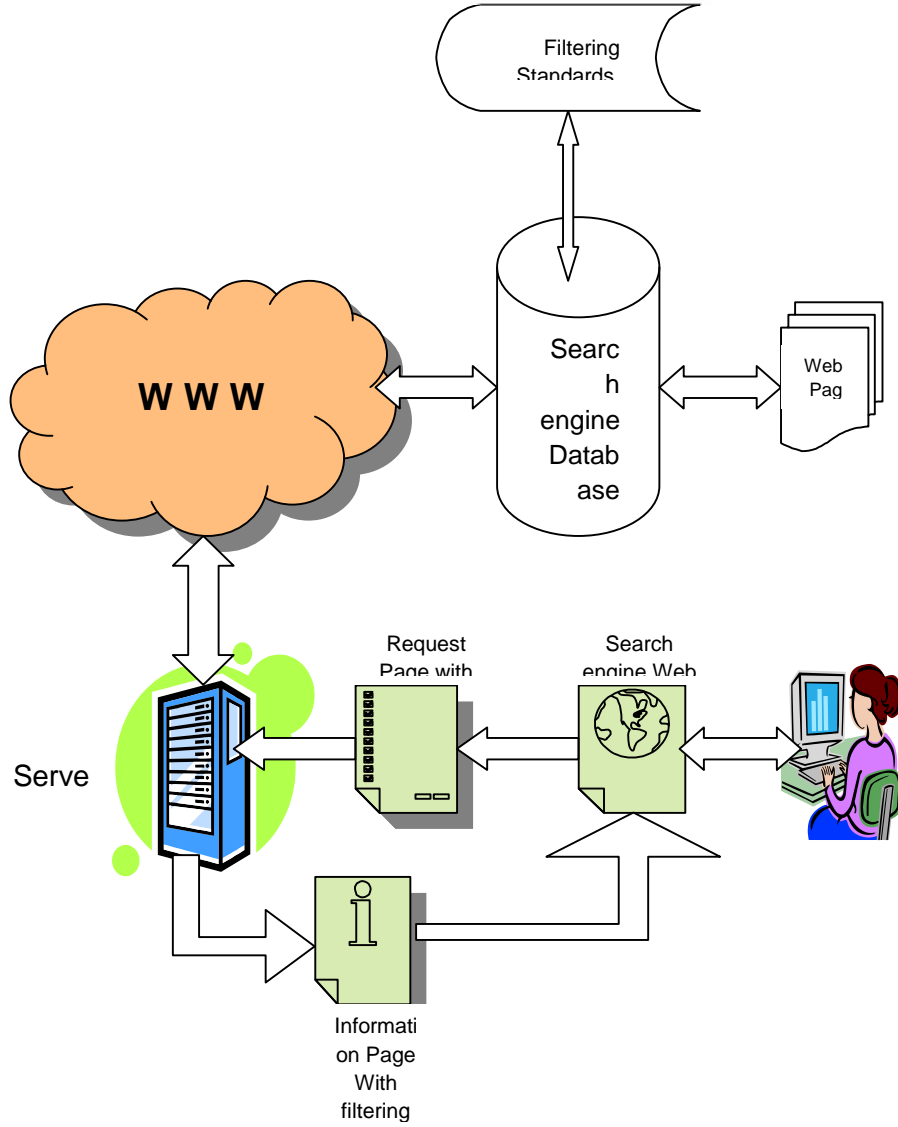 Filtering
Standards
W W W
Searc
h
engine
Datab
ase
Web
Pag
Request
Page with
Search
engine Web
Serve
i
Informati
on Page
With
filtering